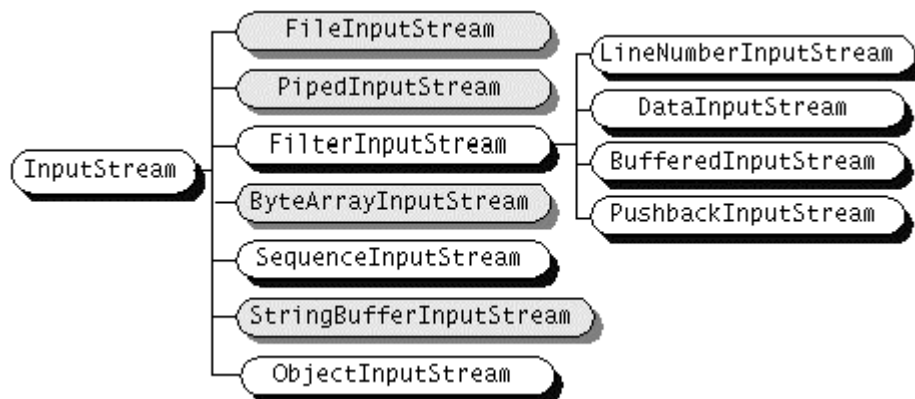 FileInputStream
PipedInputStream
FilterInputStream
InputStream
ByteArrayInputStream
SequenceInputStream
StringBufferInputStream
ObjectInputStream
LineNumberInputStream
DataInputStream
BufferedInputStream
PushbackInputStream